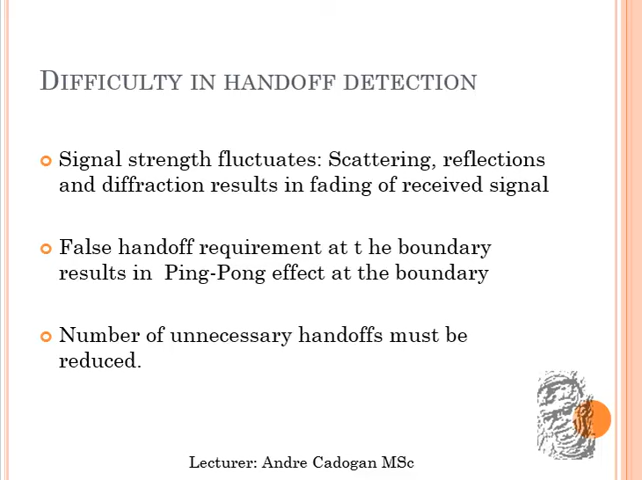 DIFFICULTY IN HANDOFF DETECTION
Signal strength fluctuates: Scattering, reflections
and diffraction results in fading of received signal
False handoff requirement at t he boundary
results in  Ping-Pong effect at the boundary
Number of unnecessary handoffs must be
reduced.
Lecturer: Andre Cadogan MSc